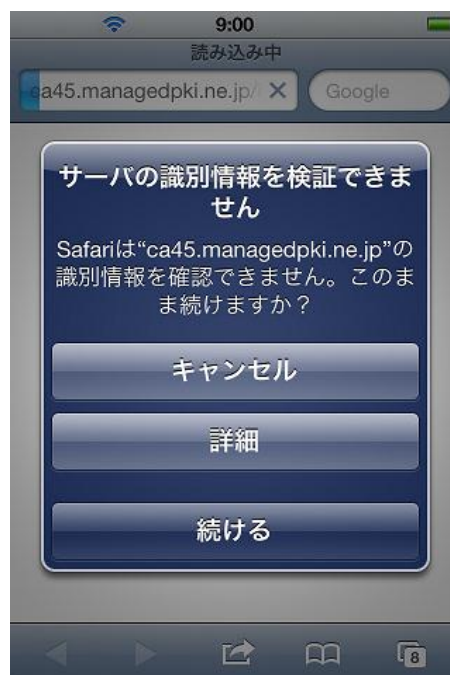 9:00
読み込み中
ca45.managedpki.ne.jp/
Google
サーバの識別情報を検証できま
せん
Safariは“ca45.managedpki.ne.jp”の
識別情報を確認できません。このま
ま続けますか？
キャンセル
詳細
続ける
8